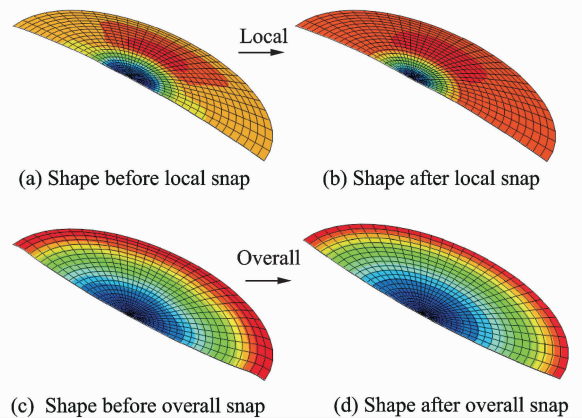 Local
(a) Shape before local snap
(b) Shape after local snap
Overall
(c) Shape before overall snap
(d) Shape after overall snap